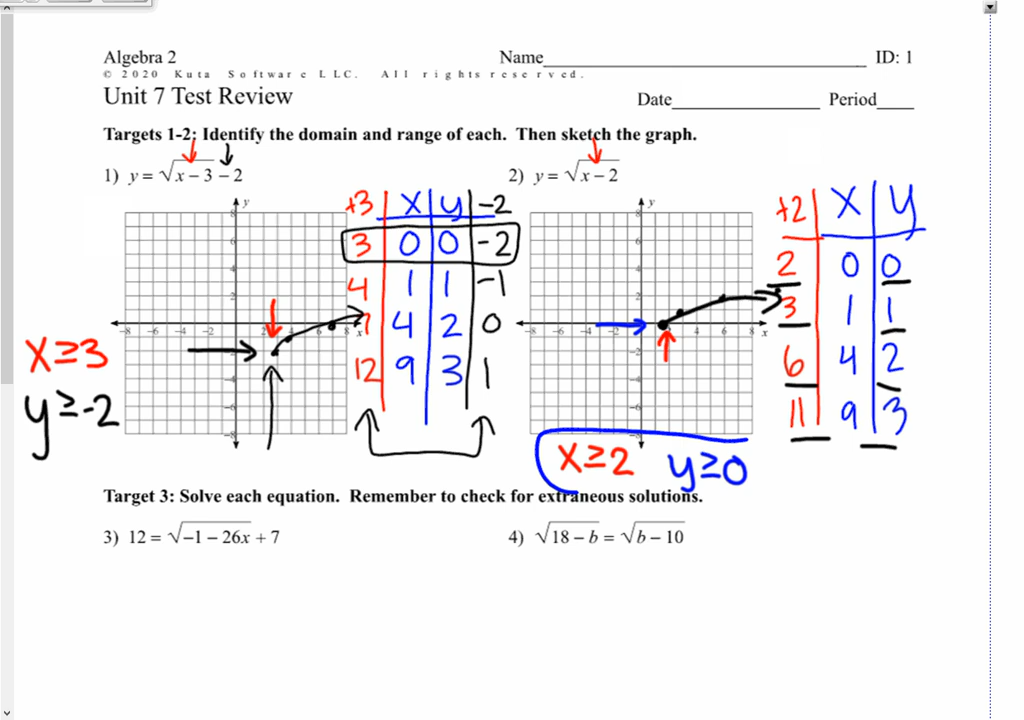 Algebra 2 Name____________________ ID: 1
© 2020 Kuta Software LLC. All rights reserved.
Unit 7 Test Review Date________________ Period____
Targets 1-2: Identify the domain and range of each. Then sketch the graph.
1) y = √x − 3 − 2
2) y = √x − 2
+3 x y -2
3 0 0 -2
4 1 1 -1
7 4 2 0
12 9 3 1
x≥3
y≥-2
+2 x y
2 0 0
3 1 1
6 4 2
11 9 3
x≥2 y≥0
Target 3: Solve each equation. Remember to check for extraneous solutions.
3) 12 = √−1 − 26x + 7
4) √18 − b = √b − 10